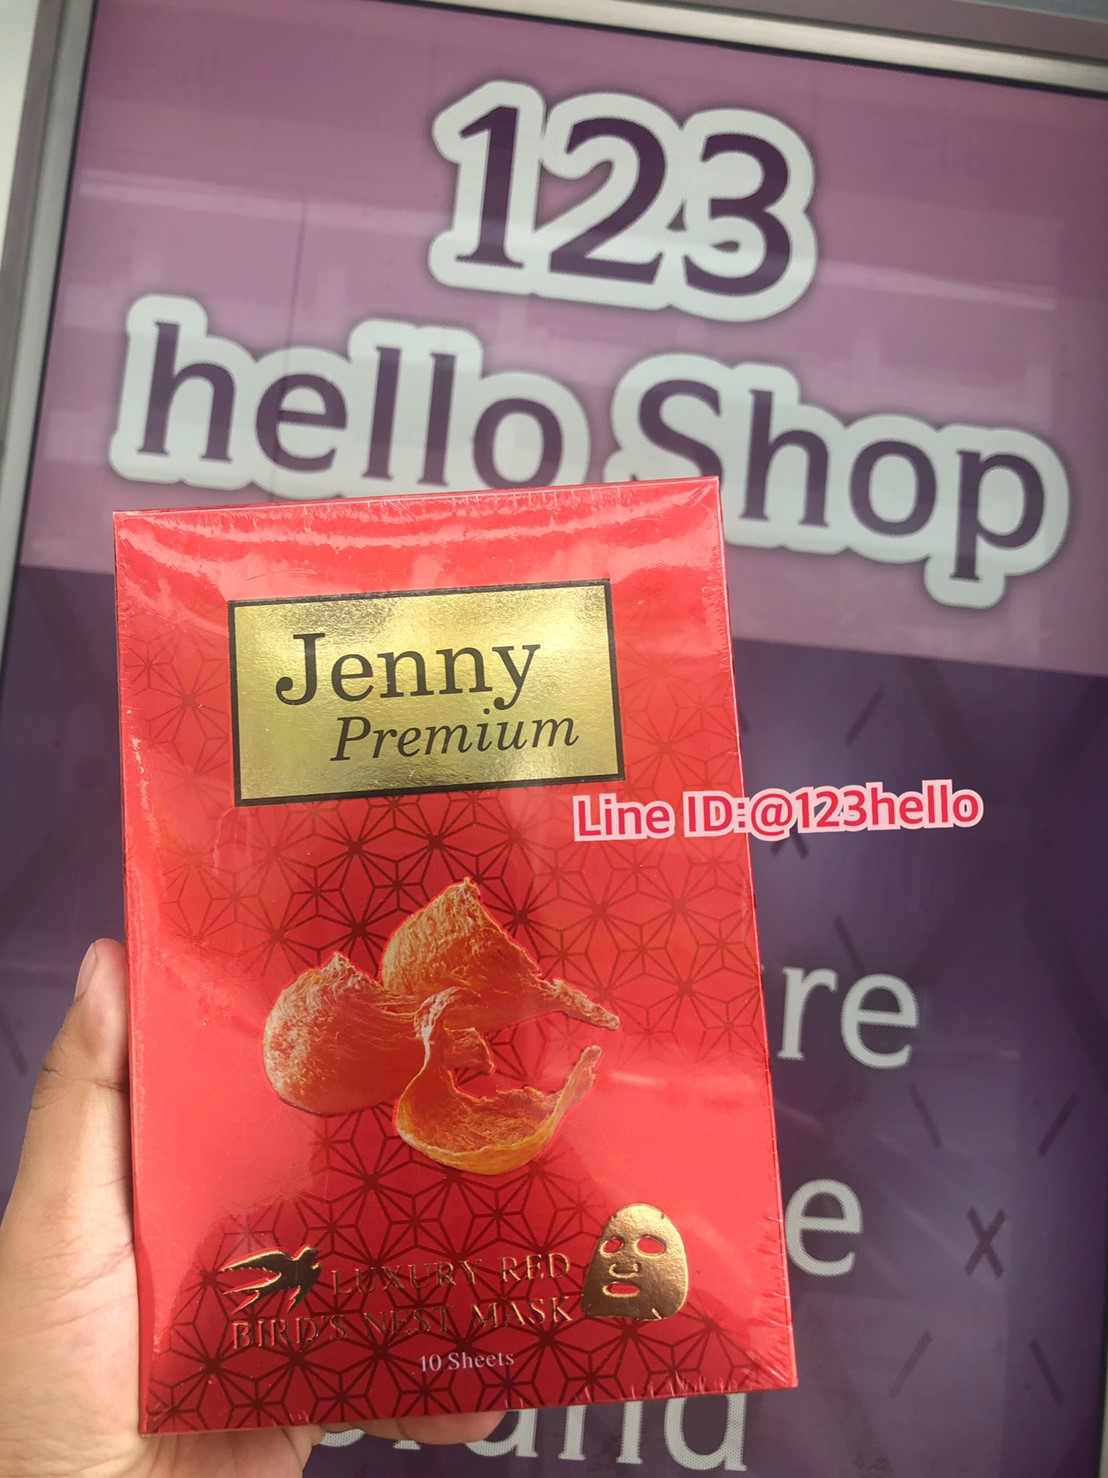 123
hello Shop
Jenny
Premium
Line ID:@123hello
re
e
LUXURY RED
BIRD'S NEST MASK
10 Sheets